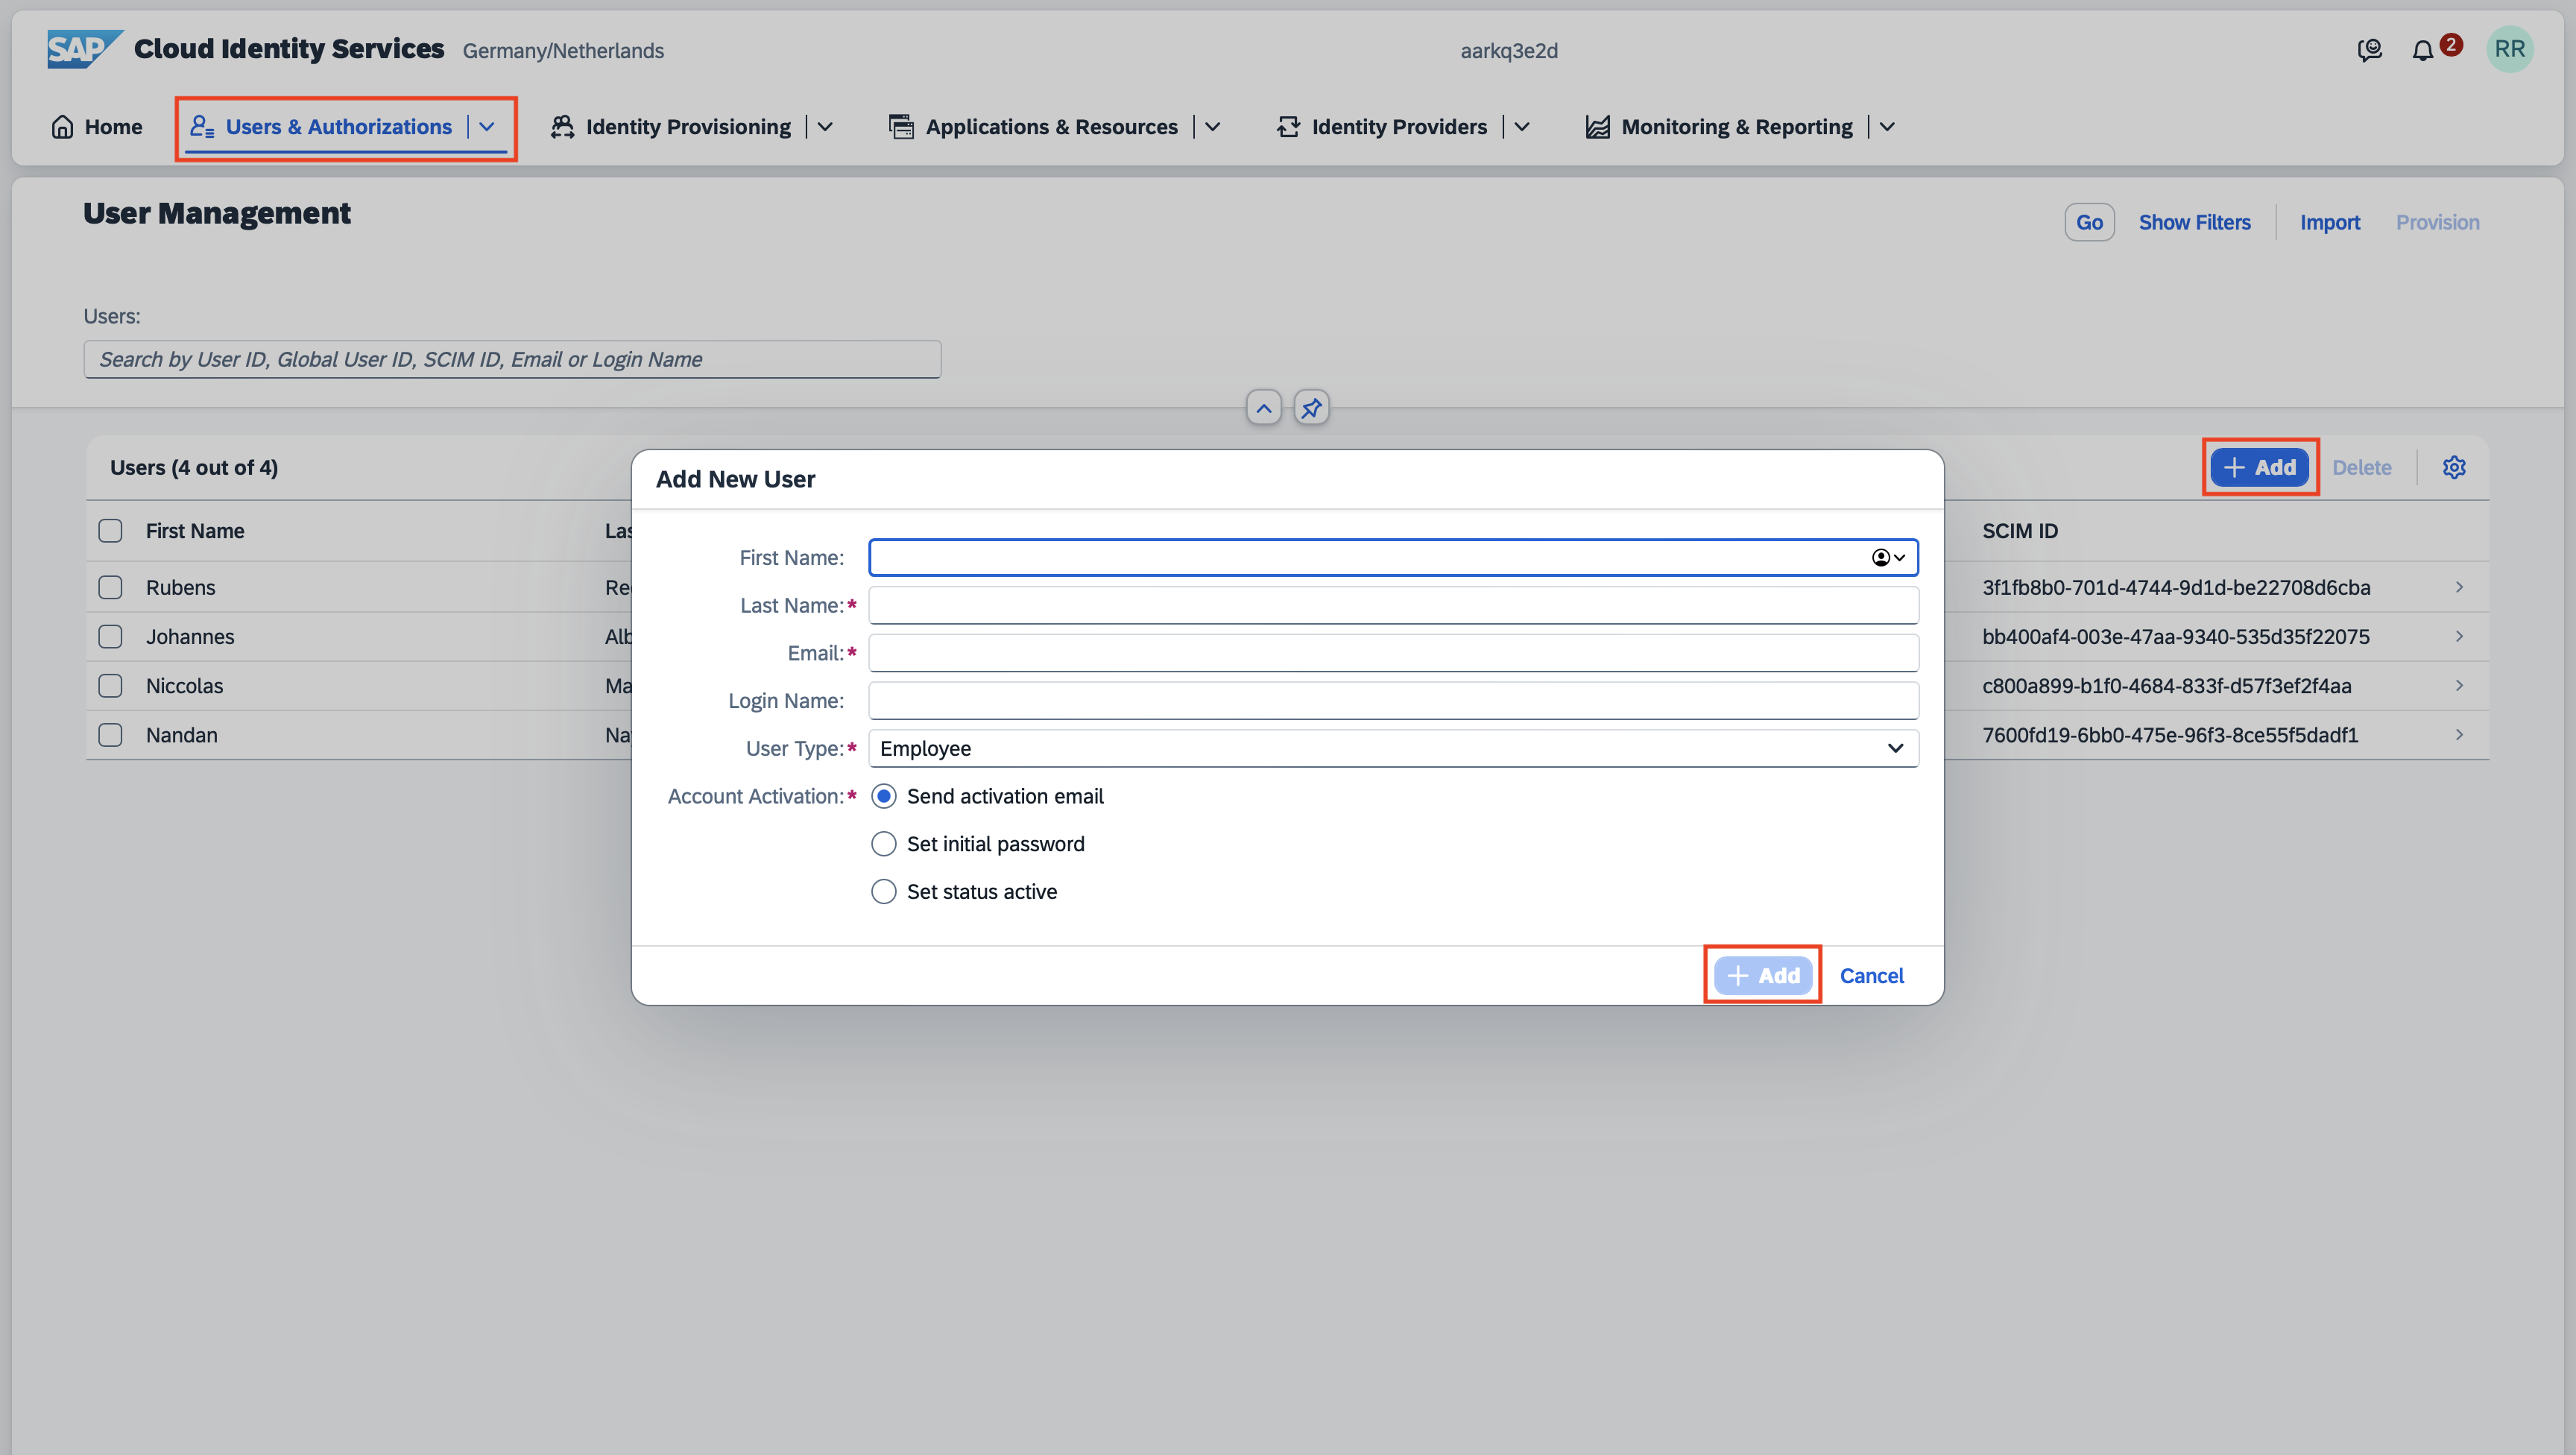 SAP Cloud Identity Services Germany/Netherlands aarkq3e2d 2 RR
Home Users & Authorizations Identity Provisioning Applications & Resources Identity Providers Monitoring & Reporting
User Management
Go Show Filters Import Provision
Users:
Search by User ID, Global User ID, SCIM ID, Email or Login Name
Users (4 out of 4) Add Delete
First Name Las SCIM ID
Rubens 3f1fb8b0-701d-4744-9d1d-be22708d6cba
Johannes Alb bb400af4-003e-47aa-9340-535d35f22075
Niccolas Ma c800a899-b1f0-4684-833f-d57f3ef2f4aa
Nandan Na 7600fd19-6bb0-475e-96f3-8ce55f5dadf1
Add New User
First Name:
Last Name:*
Email:*
Login Name:
User Type:* Employee
Account Activation:* Send activation email
Set initial password
Set status active
Add Cancel